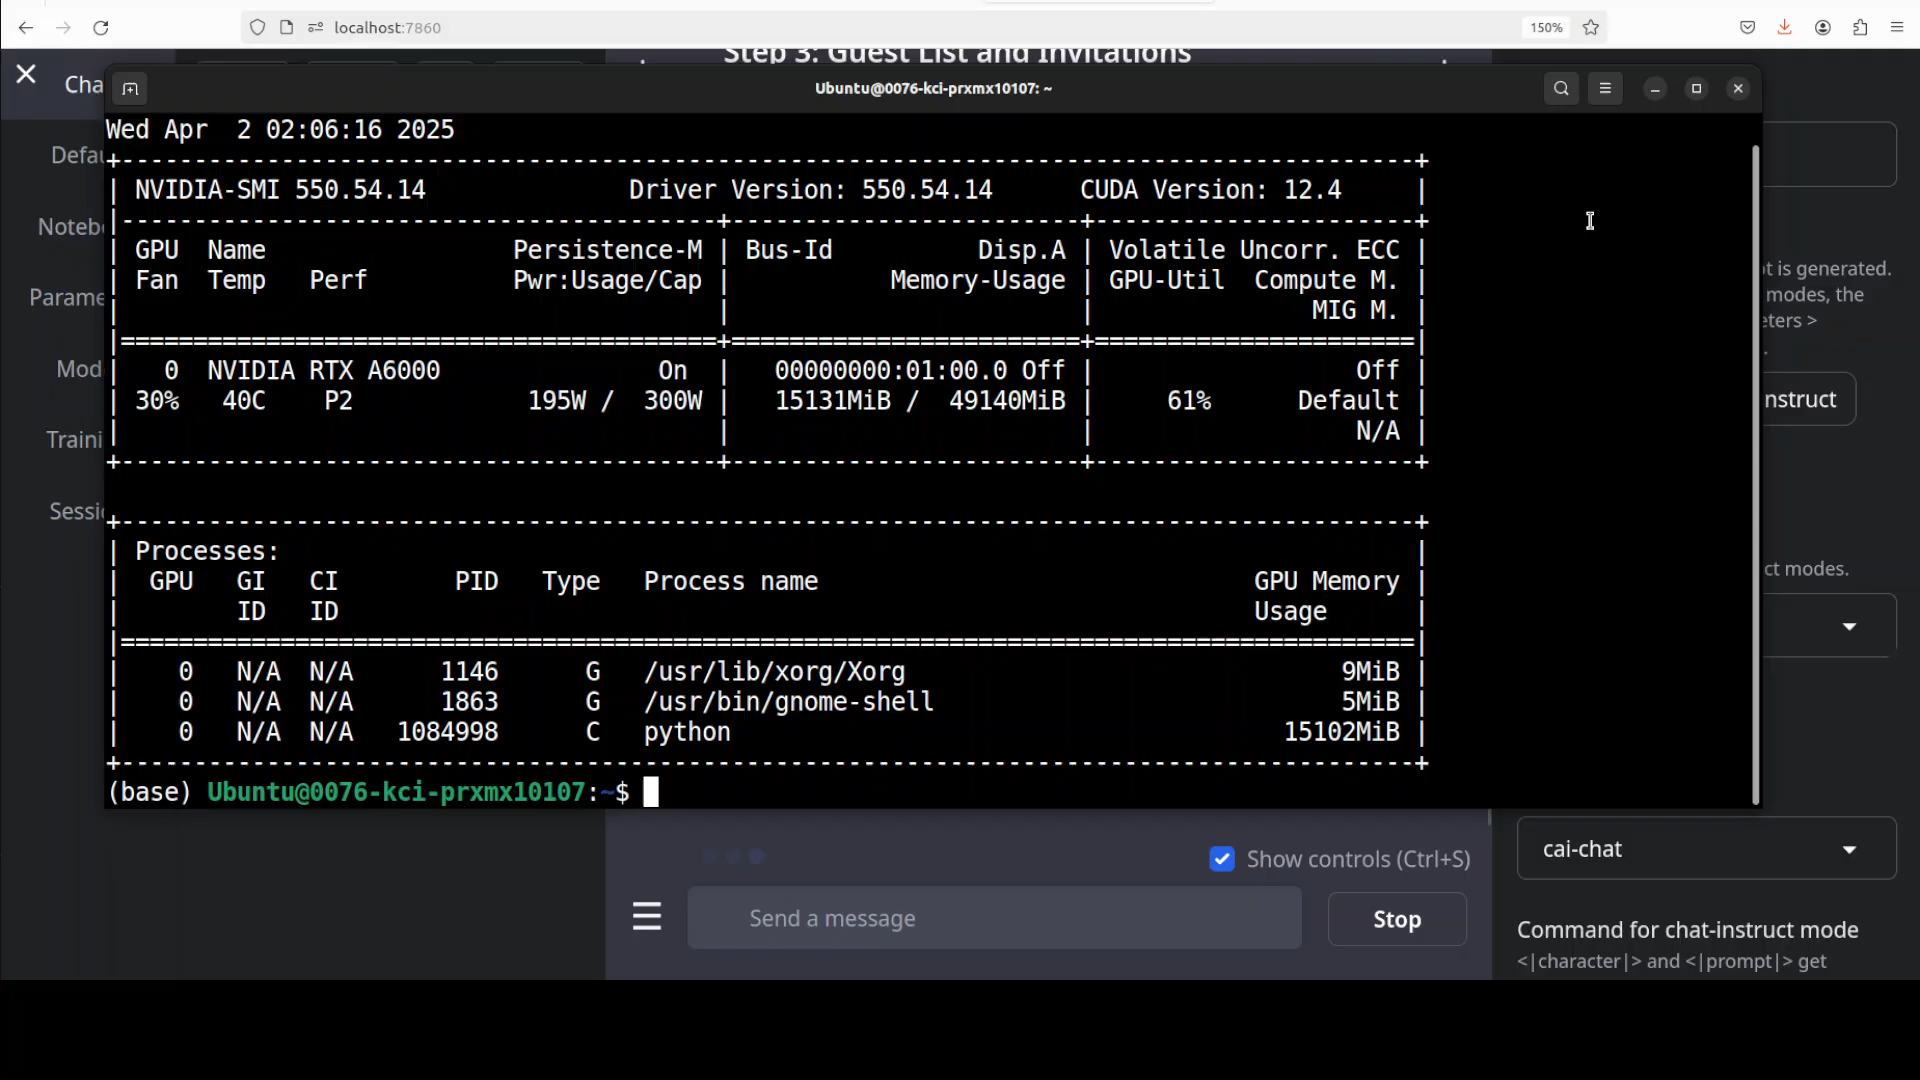 localhost:7860
150%
Step 3: Guest List and Invitations
Cha
Ubuntu@0076-kci-prxmx10107: ~
Wed Apr  2 02:06:16 2025
NVIDIA-SMI 550.54.14 Driver Version: 550.54.14 CUDA Version: 12.4
GPU Name Persistence-M | Bus-Id Disp.A | Volatile Uncorr. ECC
Fan Temp Perf Pwr:Usage/Cap | Memory-Usage | GPU-Util Compute M.
MIG M.
0 NVIDIA RTX A6000 On | 00000000:01:00.0 Off | Off
30% 40C P2 195W / 300W | 15131MiB / 49140MiB | 61% Default
N/A
Processes:
GPU GI CI PID Type Process name GPU Memory
ID ID Usage
0 N/A N/A 1146 G /usr/lib/xorg/Xorg 9MiB
0 N/A N/A 1863 G /usr/bin/gnome-shell 5MiB
0 N/A N/A 1084998 C python 15102MiB
(base) Ubuntu@0076-kci-prxmx10107:~$
Defau
Notebo
Parame
Mod
Traini
Sessio
t is generated.
modes, the
eters >
nstruct
ct modes.
Show controls (Ctrl+S)
Send a message
Stop
cai-chat
Command for chat-instruct mode
<|character|> and <|prompt|> get